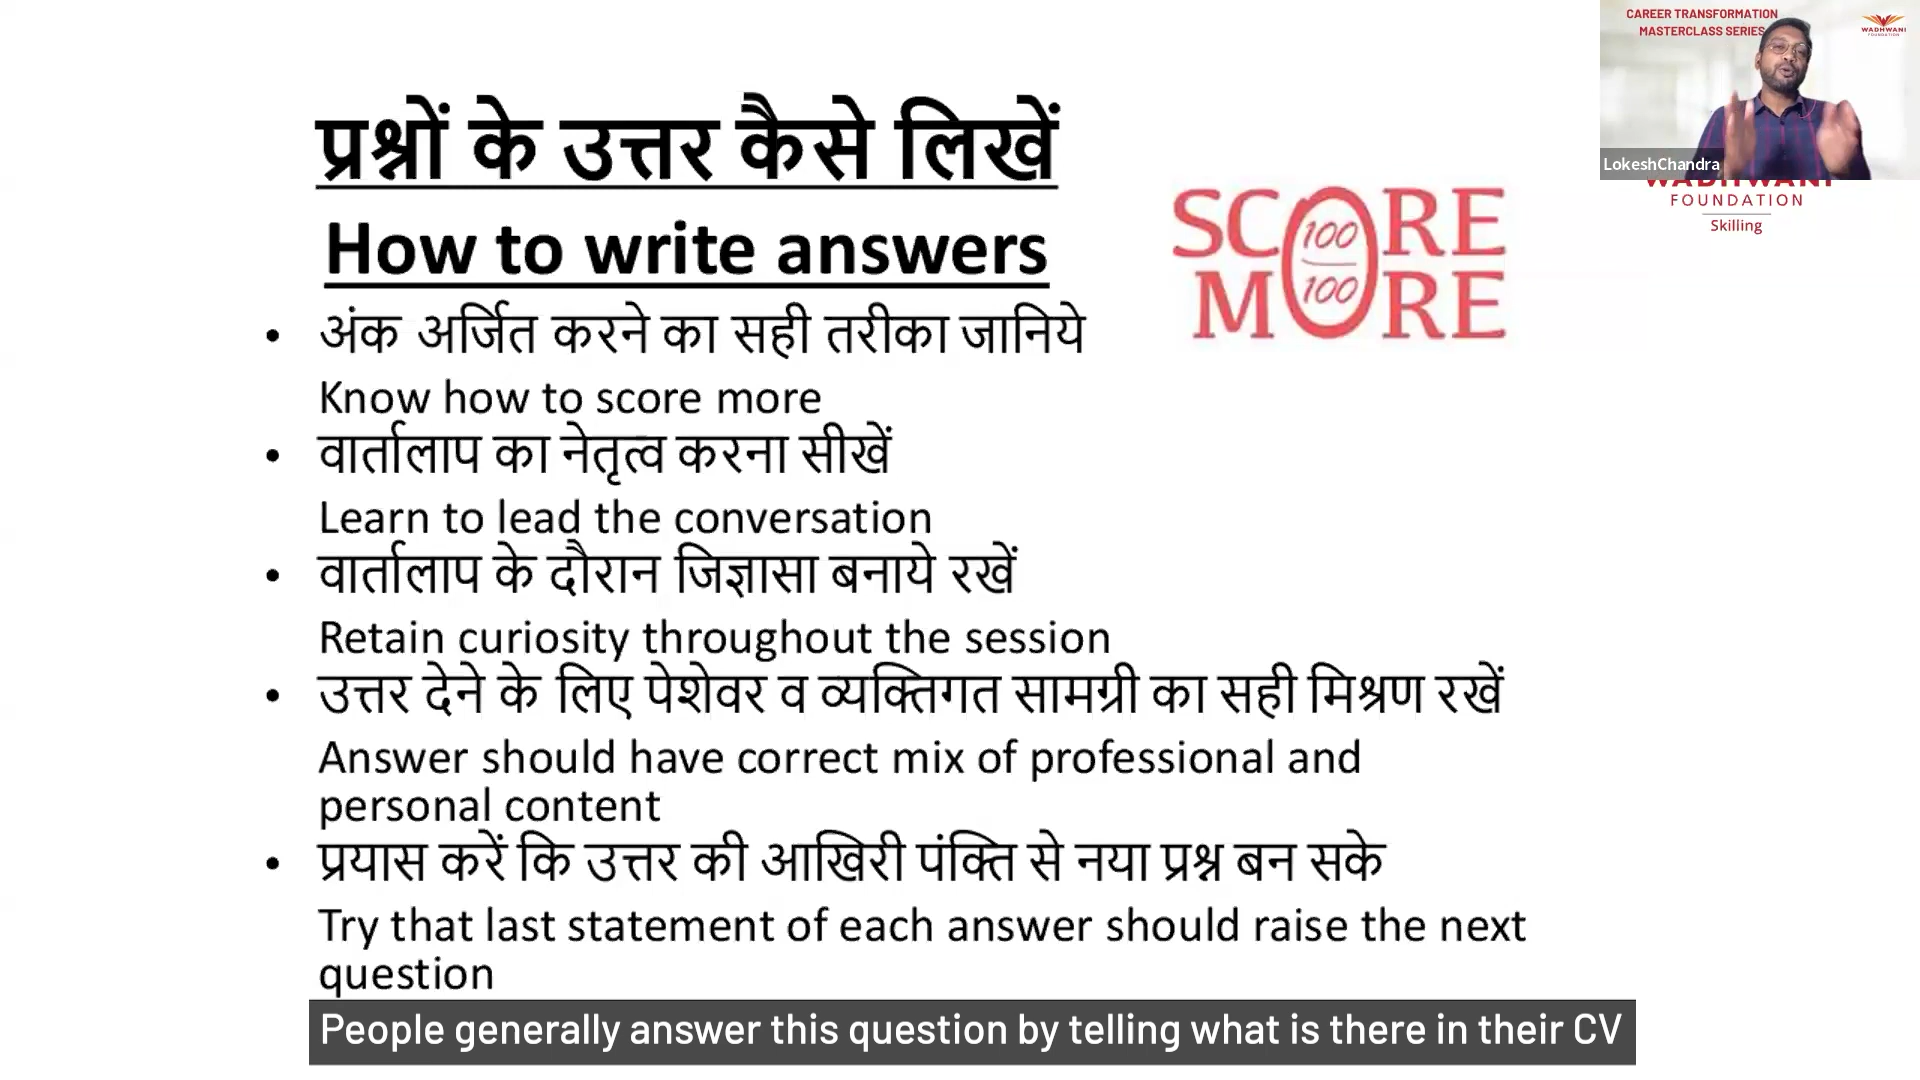 CAREER TRANSFORMATION
MASTERCLASS SERIES
WADHWANI
FOUNDATION
LokeshChandra
WADHWANI
FOUNDATION
Skilling
प्रश्नों के उत्तर कैसे लिखें
How to write answers
SCORE
MORE
100
100
• अंक अर्जित करने का सही तरीका जानिये
Know how to score more
• वार्तालाप का नेतृत्व करना सीखें
Learn to lead the conversation
• वार्तालाप के दौरान जिज्ञासा बनाये रखें
Retain curiosity throughout the session
• उत्तर देने के लिए पेशेवर व व्यक्तिगत सामग्री का सही मिश्रण रखें
Answer should have correct mix of professional and
personal content
• प्रयास करें कि उत्तर की आखिरी पंक्ति से नया प्रश्न बन सके
Try that last statement of each answer should raise the next
question
People generally answer this question by telling what is there in their CV